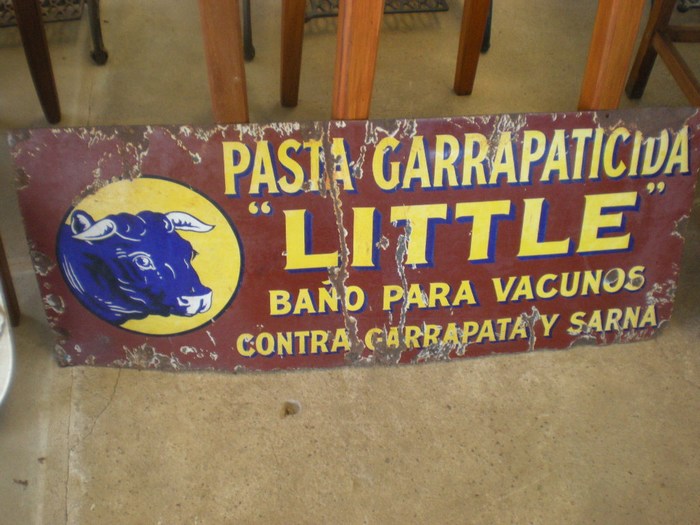 PASTA GARRAPATICIDA
"LITTLE"
BAÑO PARA VACUNOS
CONTRA GARRAPATA Y SARNA